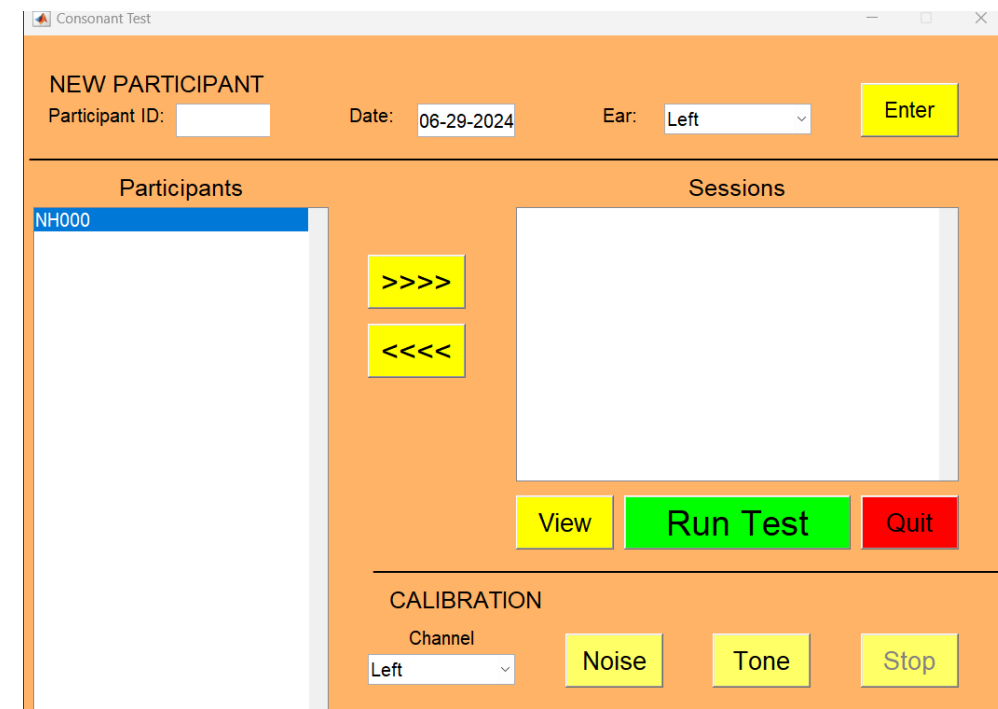 Consonant Test
NEW PARTICIPANT
Participant ID:
Date: 06-29-2024
Ear: Left
Enter
Participants
NH000
>>>>
<<<<
Sessions
View
Run Test
Quit
CALIBRATION
Channel
Left
Noise
Tone
Stop